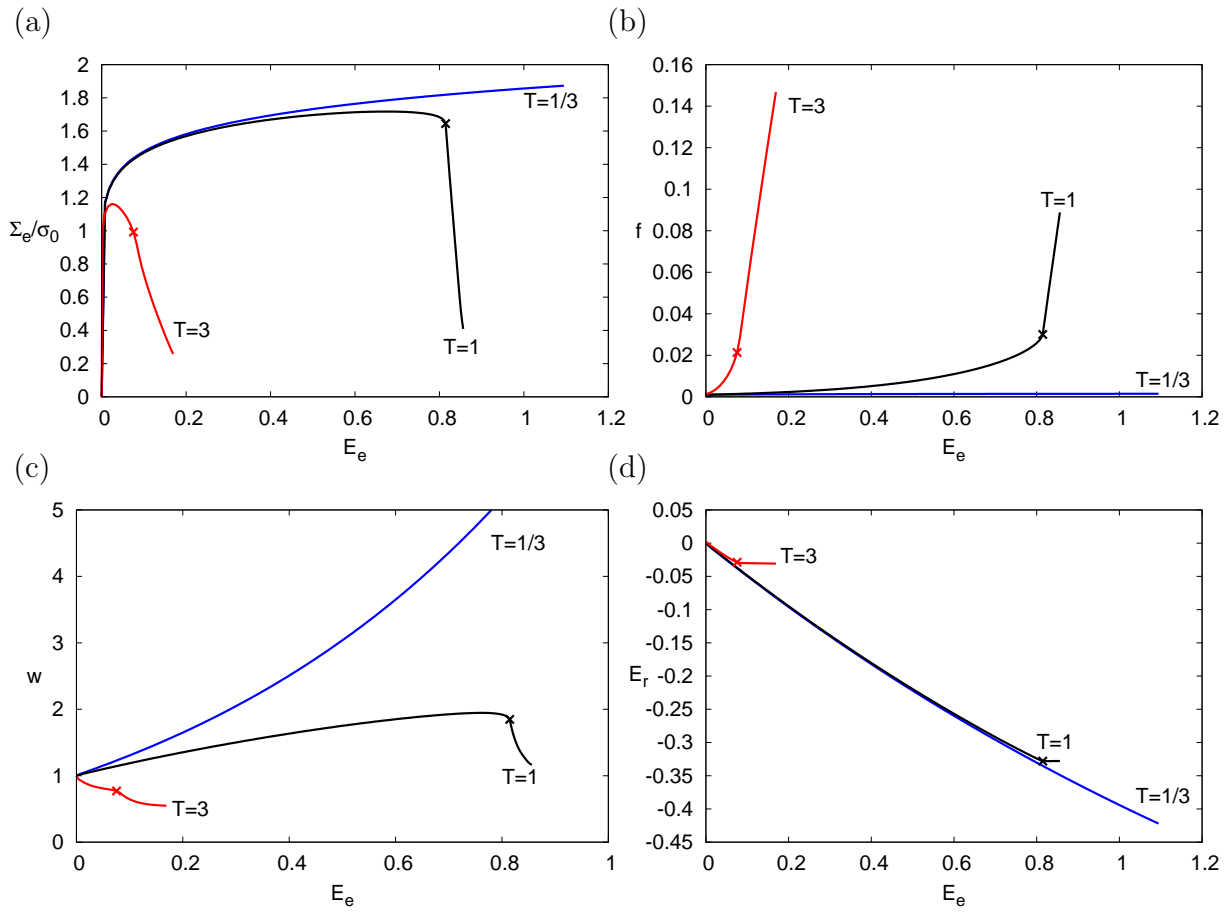 (a)
2
1.8
1.6
1.4
1.2
1
0.8
0.6
0.4
0.2
0
Σe/σ0
T=1/3
T=3
T=1
0 0.2 0.4 0.6 0.8 1 1.2
Ee
(b)
0.16
0.14
0.12
0.1
0.08
0.06
0.04
0.02
0
f
T=3
T=1
T=1/3
0 0.2 0.4 0.6 0.8 1 1.2
Ee
(c)
5
4
3
2
1
0
w
T=1/3
T=1
T=3
0 0.2 0.4 0.6 0.8 1
Ee
(d)
0.05
0
-0.05
-0.1
-0.15
-0.2
-0.25
-0.3
-0.35
-0.4
-0.45
Er
T=3
T=1
T=1/3
0 0.2 0.4 0.6 0.8 1 1.2
Ee